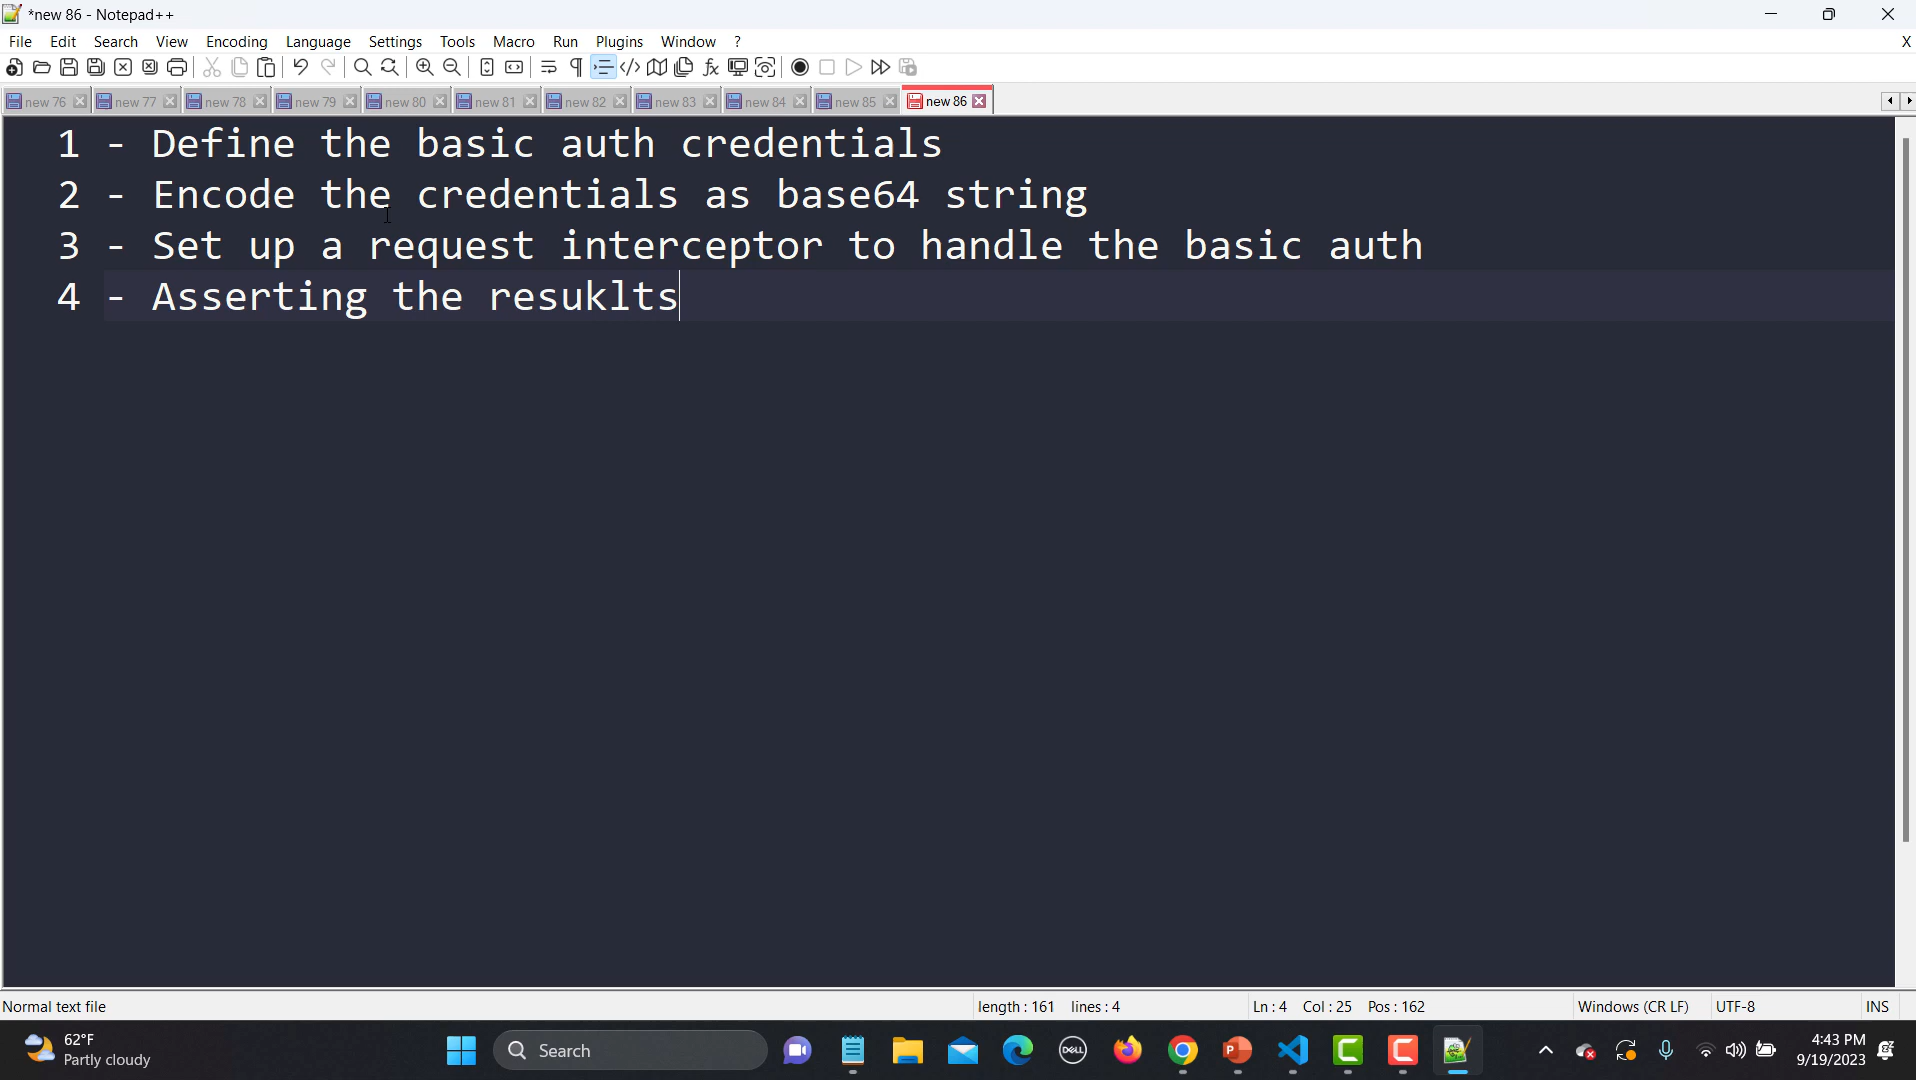 *new 86 - Notepad++
File Edit Search View Encoding Language Settings Tools Macro Run Plugins Window ? X
new 76 new 77 new 78 new 79 new 80 new 81 new 82 new 83 new 84 new 85 new 86
1 - Define the basic auth credentials
2 - Encode the credentials as base64 string
3 - Set up a request interceptor to handle the basic auth
4 - Asserting the resuklts
Normal text file length : 161 lines : 4 Ln : 4 Col : 25 Pos : 162 Windows (CR LF) UTF-8 INS
62°F
Partly cloudy
Search
DELL
4:43 PM
9/19/2023